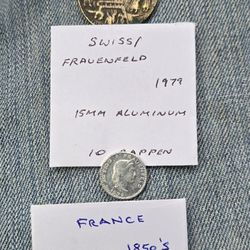 SWISS/
FRAUENFELD
1979
15MM ALUMINUM
10 RAPPEN
FRANCE
1850'S